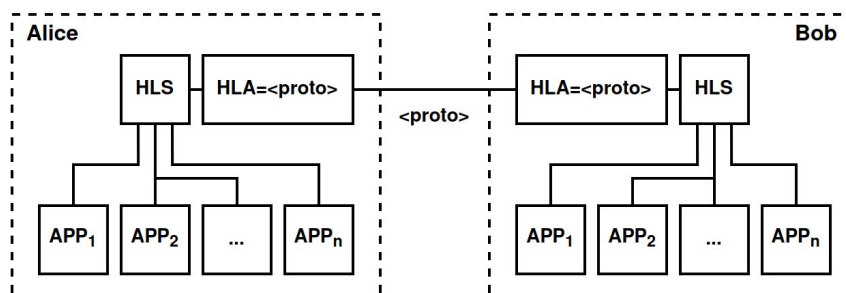 Alice Bob
HLS HLA=<proto> HLA=<proto> HLS
<proto>
APP1 APP2 ... APPn APP1 APP2 ... APPn